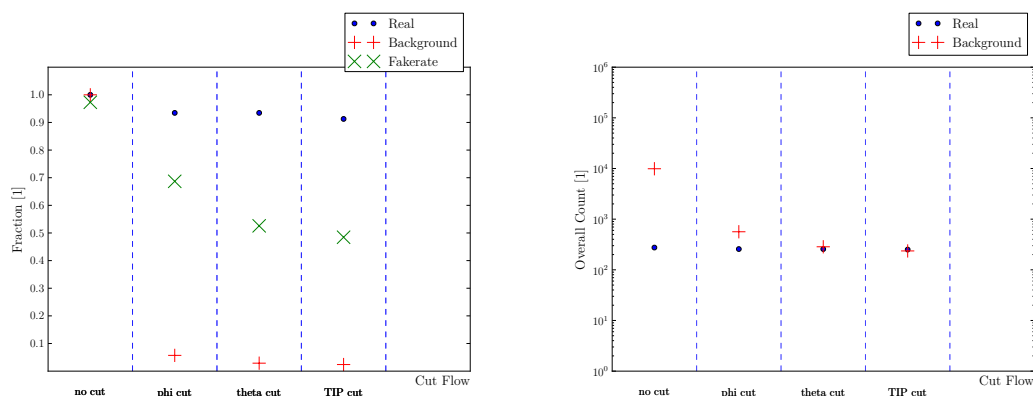 Real
Background
Fakerate
1.0
0.9
0.8
0.7
0.6
0.5
0.4
0.3
0.2
0.1
Fraction [1]
no cut
phi cut
theta cut
TIP cut
Cut Flow
Real
Background
10^6
10^5
10^4
10^3
10^2
10^1
10^0
Overall Count [1]
no cut
phi cut
theta cut
TIP cut
Cut Flow